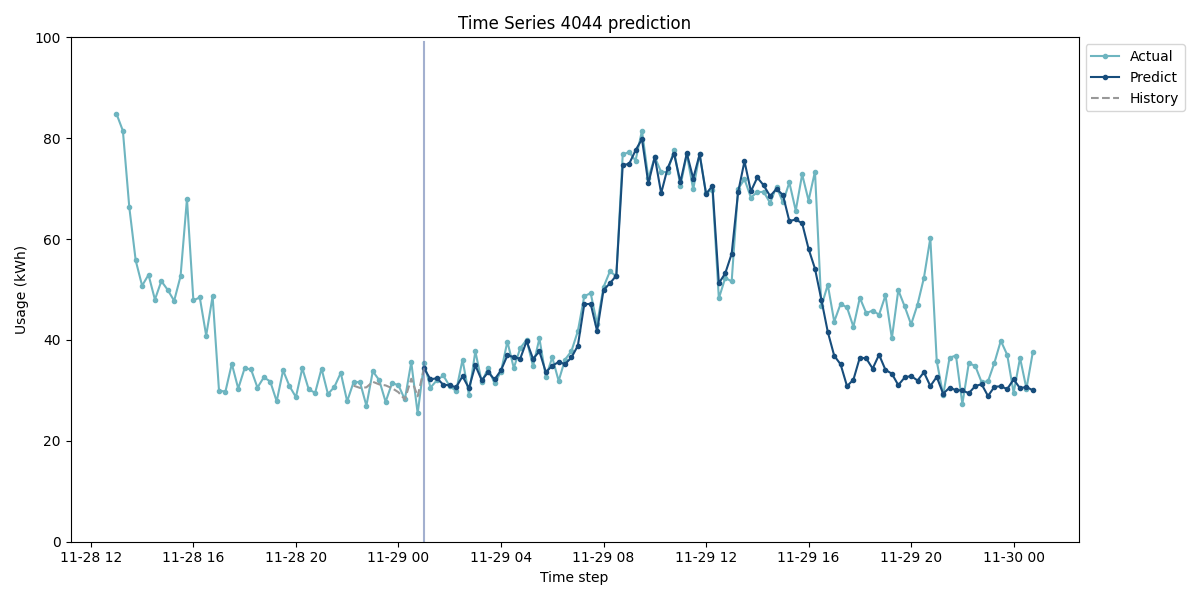 Time Series 4044 prediction
100
80
60
40
20
0
Usage (kWh)
11-28 12
11-28 16
11-28 20
11-29 00
11-29 04
11-29 08
11-29 12
11-29 16
11-29 20
11-30 00
Time step
Actual
Predict
History